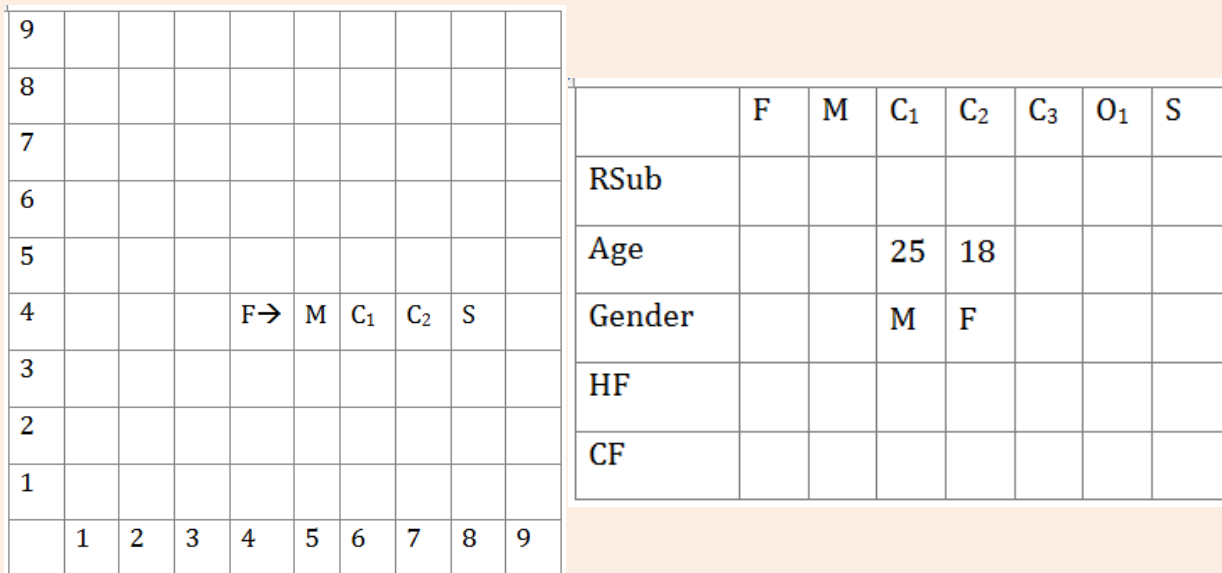 9
8
7
6
5
4 F→ M C₁ C₂ S
3
2
1
1 2 3 4 5 6 7 8 9
F M C₁ C₂ C₃ O₁ S
RSub
Age 25 18
Gender M F
HF
CF